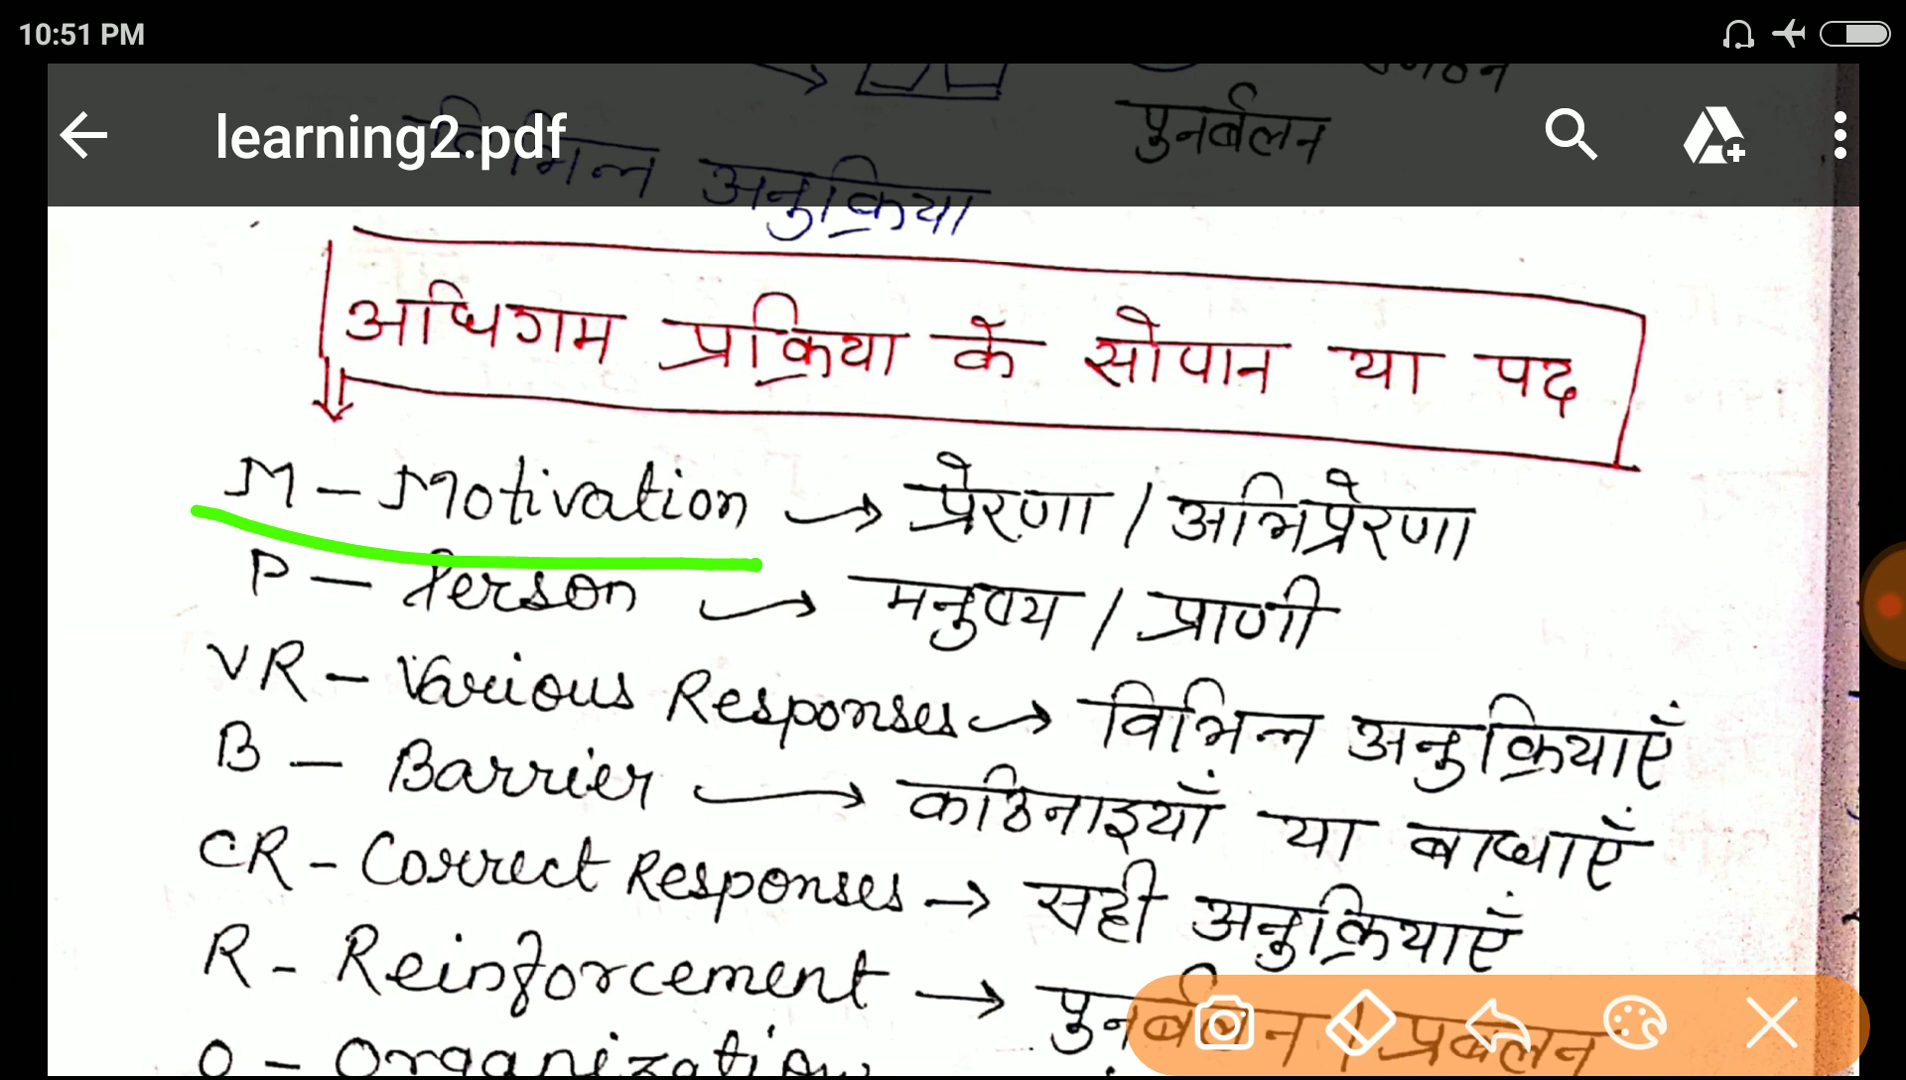 10:51 PM
पुनर्बलन
learning2.pdf
विभिन्न अनुक्रिया
अधिगम प्रक्रिया के सोपान या पद
M - Motivation → प्रेरणा / अभिप्रेरणा
P - Person → मनुष्य / प्राणी
VR - Various Responses → विभिन्न अनुक्रियाएँ
B - Barrier → कठिनाइयाँ या बाधाएँ
CR - Correct Responses → सही अनुक्रियाएँ
R - Reinforcement → पुनर्बलन / प्रबलन
O - Organization